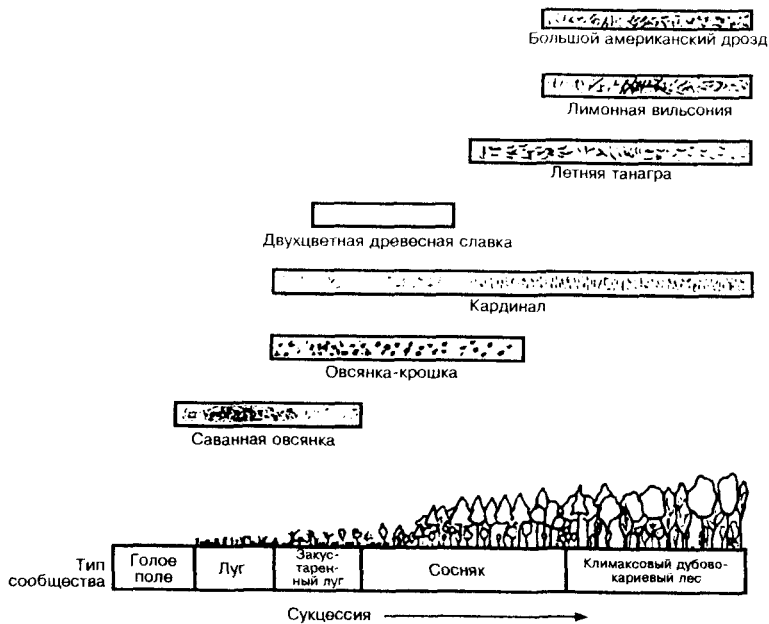 Большой американский дрозд
Лимонная вильсония
Летняя танагра
Двухцветная древесная славка
Кардинал
Овсянка-крошка
Саванная овсянка
Тип
сообщества
Голое
поле
Луг
Закус-
тарен-
ный луг
Сосняк
Климаксовый дубово-
кариевый лес
Сукцессия